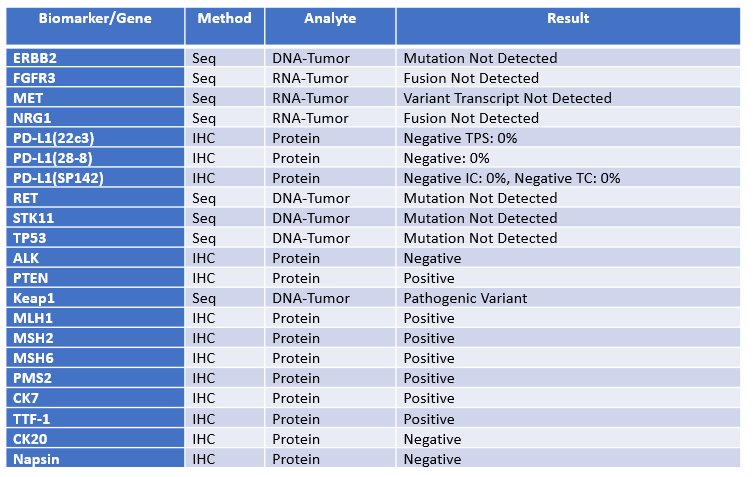 Biomarker/Gene Method Analyte Result
ERBB2 Seq DNA-Tumor Mutation Not Detected
FGFR3 Seq RNA-Tumor Fusion Not Detected
MET Seq RNA-Tumor Variant Transcript Not Detected
NRG1 Seq RNA-Tumor Fusion Not Detected
PD-L1(22c3) IHC Protein Negative TPS: 0%
PD-L1(28-8) IHC Protein Negative: 0%
PD-L1(SP142) IHC Protein Negative IC: 0%, Negative TC: 0%
RET Seq DNA-Tumor Mutation Not Detected
STK11 Seq DNA-Tumor Mutation Not Detected
TP53 Seq DNA-Tumor Mutation Not Detected
ALK IHC Protein Negative
PTEN IHC Protein Positive
Keap1 Seq DNA-Tumor Pathogenic Variant
MLH1 IHC Protein Positive
MSH2 IHC Protein Positive
MSH6 IHC Protein Positive
PMS2 IHC Protein Positive
CK7 IHC Protein Positive
TTF-1 IHC Protein Positive
CK20 IHC Protein Negative
Napsin IHC Protein Negative